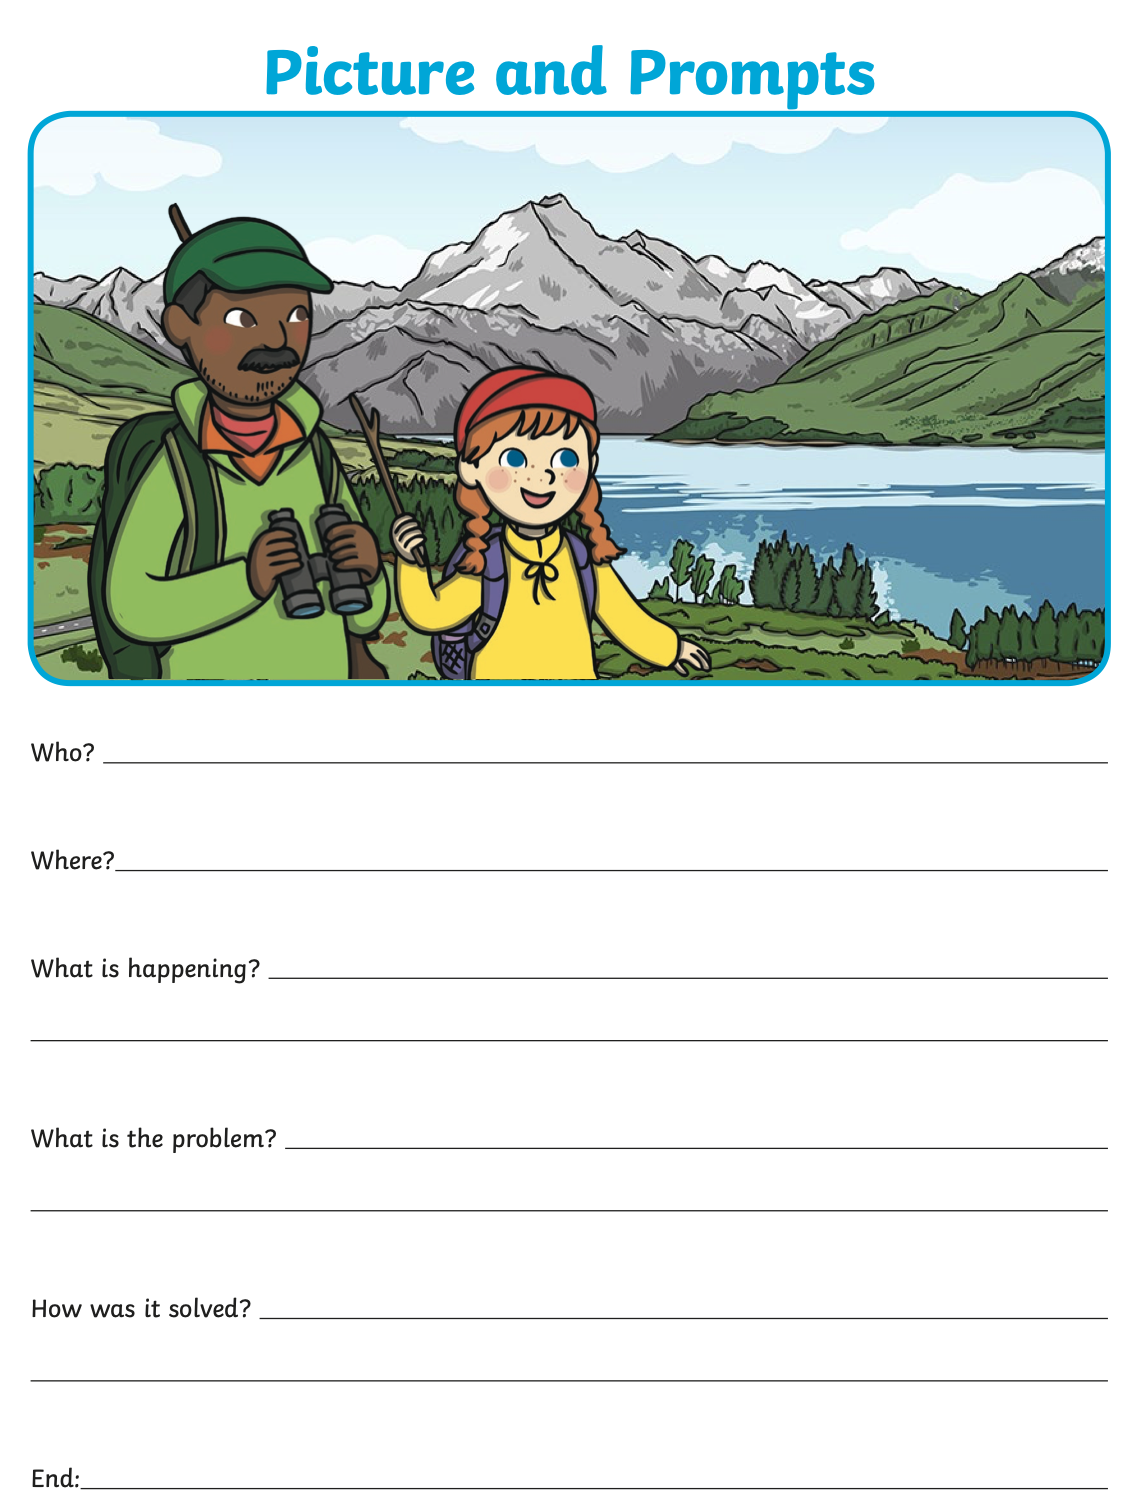 Picture and Prompts
Who?
Where?
What is happening?
What is the problem?
How was it solved?
End: